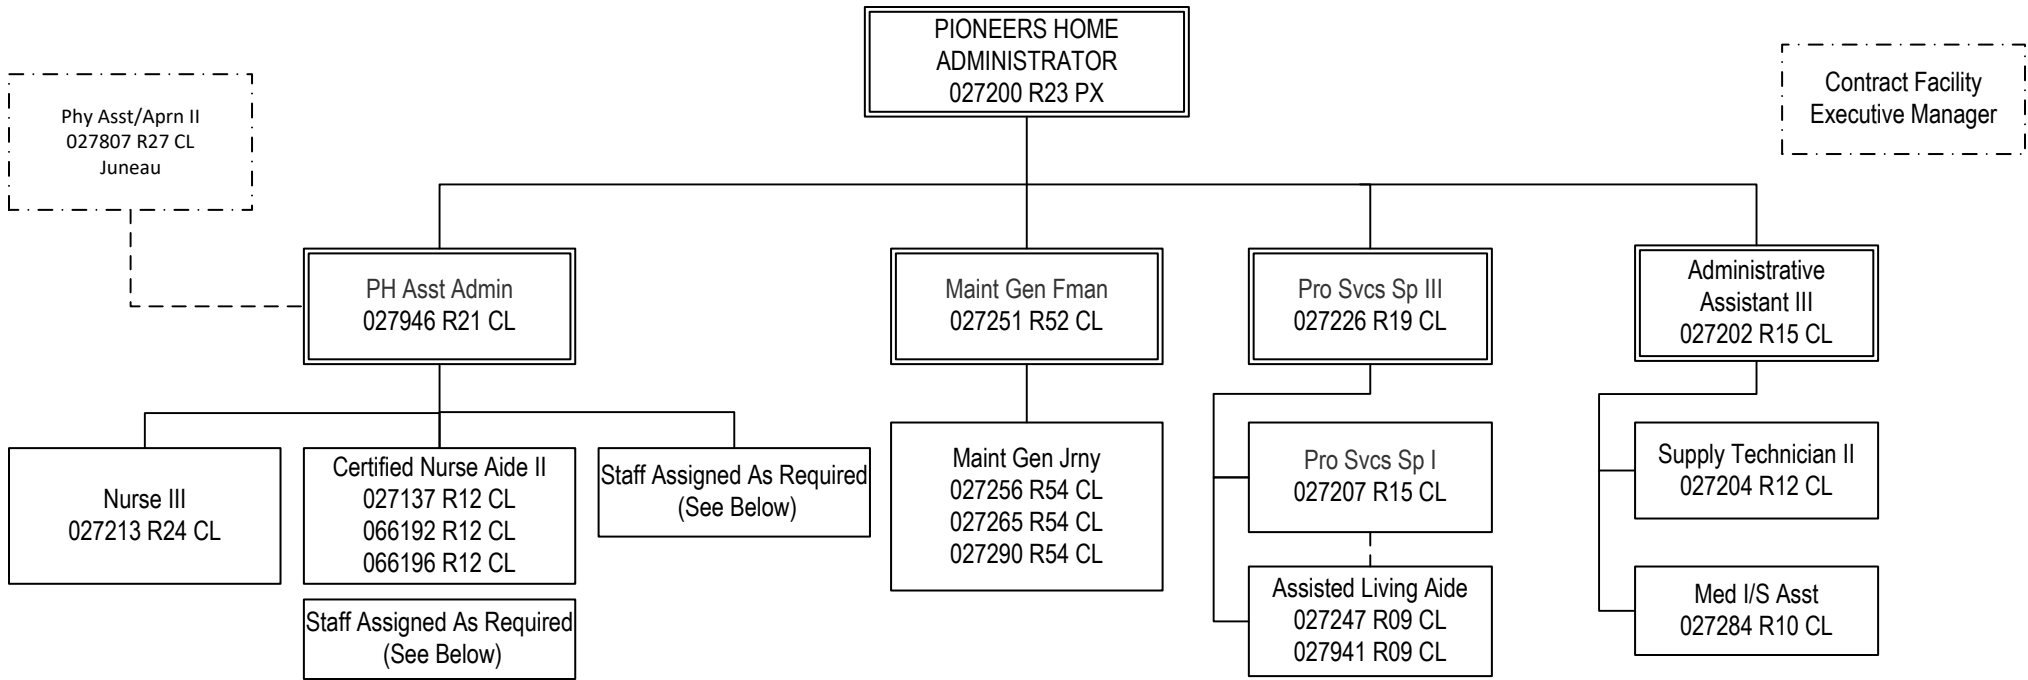 PIONEERS HOME
ADMINISTRATOR
027200 R23 PX
Contract Facility
Executive Manager
Phy Asst/Aprn II
027807 R27 CL
Juneau
PH Asst Admin
027946 R21 CL
Maint Gen Fman
027251 R52 CL
Pro Svcs Sp III
027226 R19 CL
Administrative
Assistant III
027202 R15 CL
Nurse III
027213 R24 CL
Certified Nurse Aide II
027137 R12 CL
066192 R12 CL
066196 R12 CL
Staff Assigned As Required
(See Below)
Staff Assigned As Required
(See Below)
Maint Gen Jrny
027256 R54 CL
027265 R54 CL
027290 R54 CL
Pro Svcs Sp I
027207 R15 CL
Assisted Living Aide
027247 R09 CL
027941 R09 CL
Supply Technician II
027204 R12 CL
Med I/S Asst
027284 R10 CL